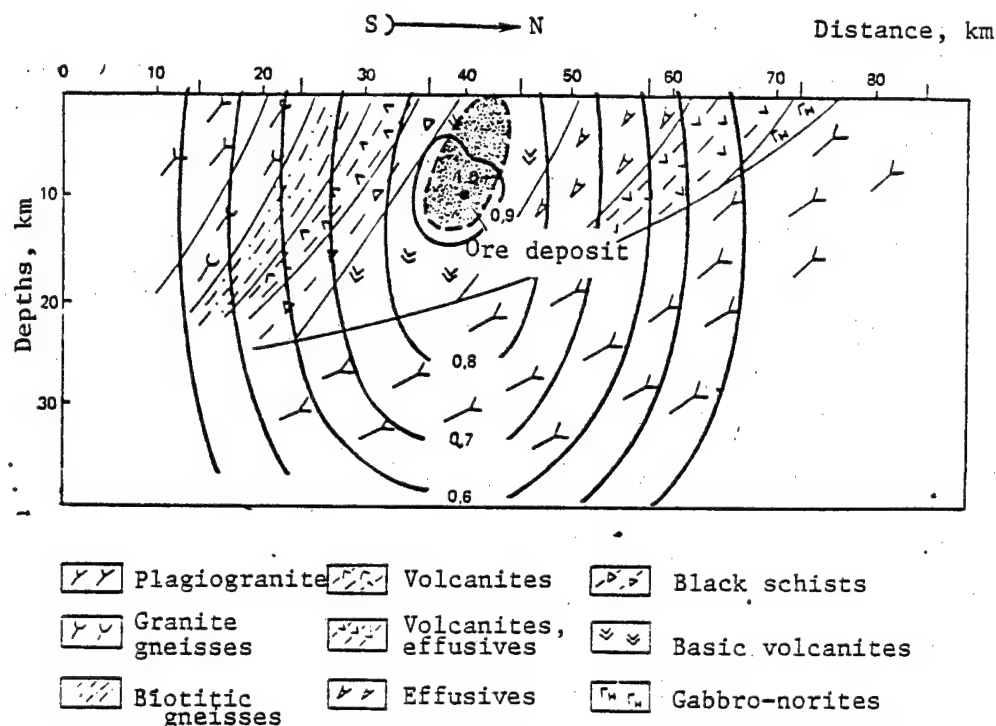 S N
Distance, km
0 10 20 30 40 50 60 70 80
Depths, km
10
20
30
0,9
Ore deposit
0,8
0,7
0,6
Plagiogranite
Volcanites
Black schists
Granite
gneisses
Volcanites,
effusives
Basic volcanites
Biotitic
gneisses
Effusives
Gabbro-norites